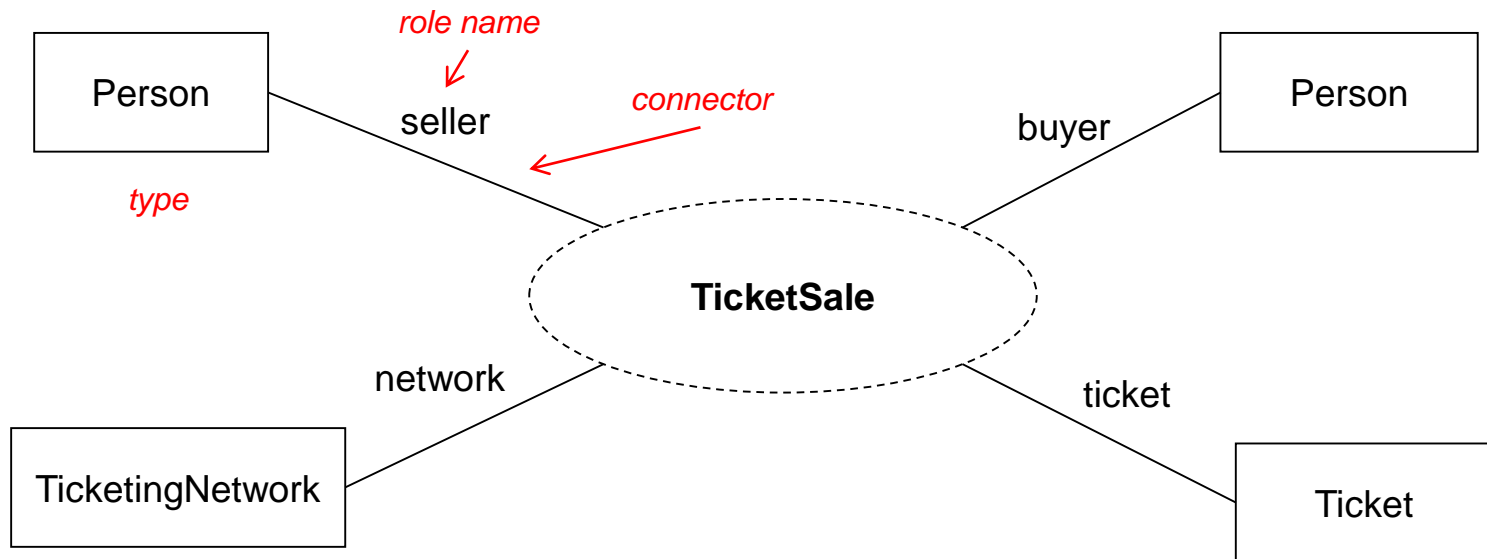 role name
Person
seller
connector
buyer
Person
type
TicketSale
network
ticket
TicketingNetwork
Ticket